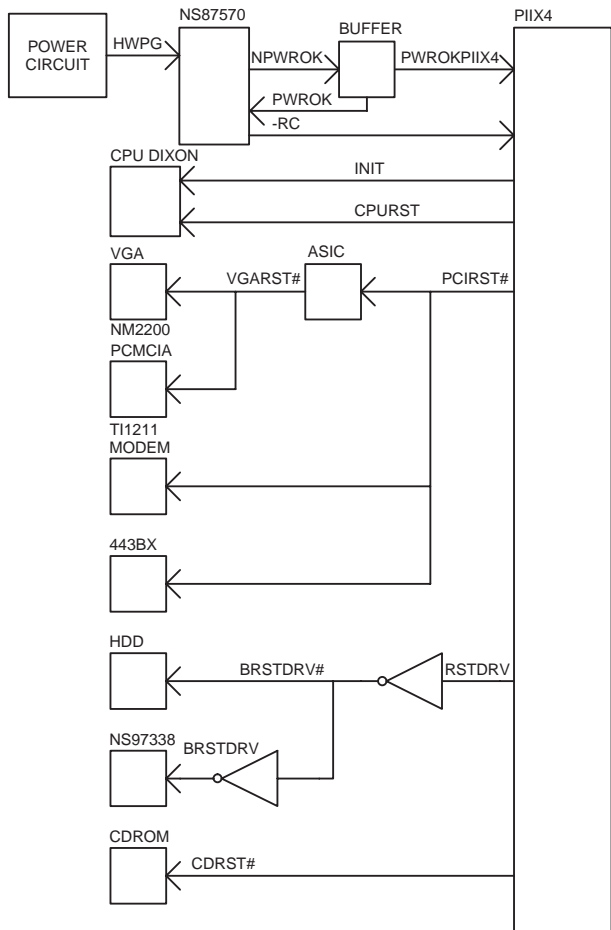 NS87570
PIIX4
BUFFER
POWER
CIRCUIT
HWPG
NPWROK
PWROKPIIX4
PWROK
-RC
CPU DIXON
INIT
CPURST
VGA
ASIC
VGARST#
PCIRST#
NM2200
PCMCIA
TI1211
MODEM
443BX
HDD
BRSTDRV#
RSTDRV
NS97338
BRSTDRV
CDROM
CDRST#